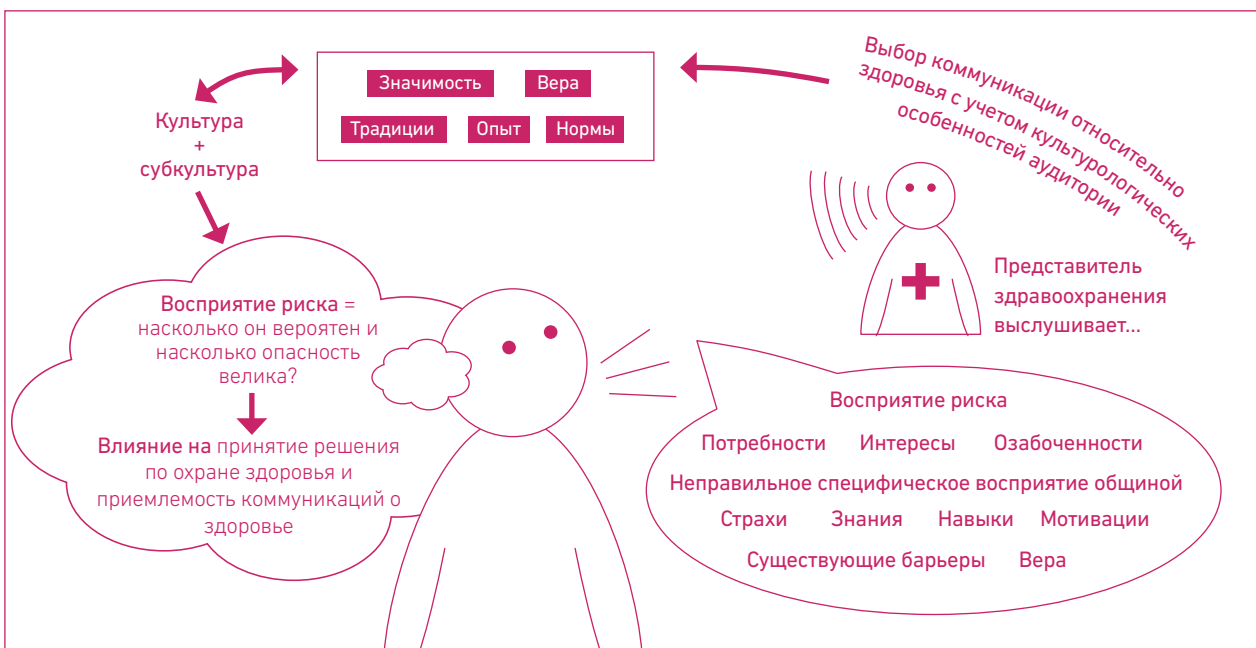 Значимость Вера
Традиции Опыт Нормы
Культура
+
субкультура
Выбор коммуникации относительно
здоровья с учетом культурологических
особенностей аудитории
Представитель
здравоохранения
выслушивает...
Восприятие риска =
насколько он вероятен и
насколько опасность
велика?
Влияние на принятие решения
по охране здоровья и
приемлемость коммуникаций о
здоровье
Восприятие риска
Потребности Интересы Озабоченности
Неправильное специфическое восприятие общиной
Страхи Знания Навыки Мотивации
Существующие барьеры Вера